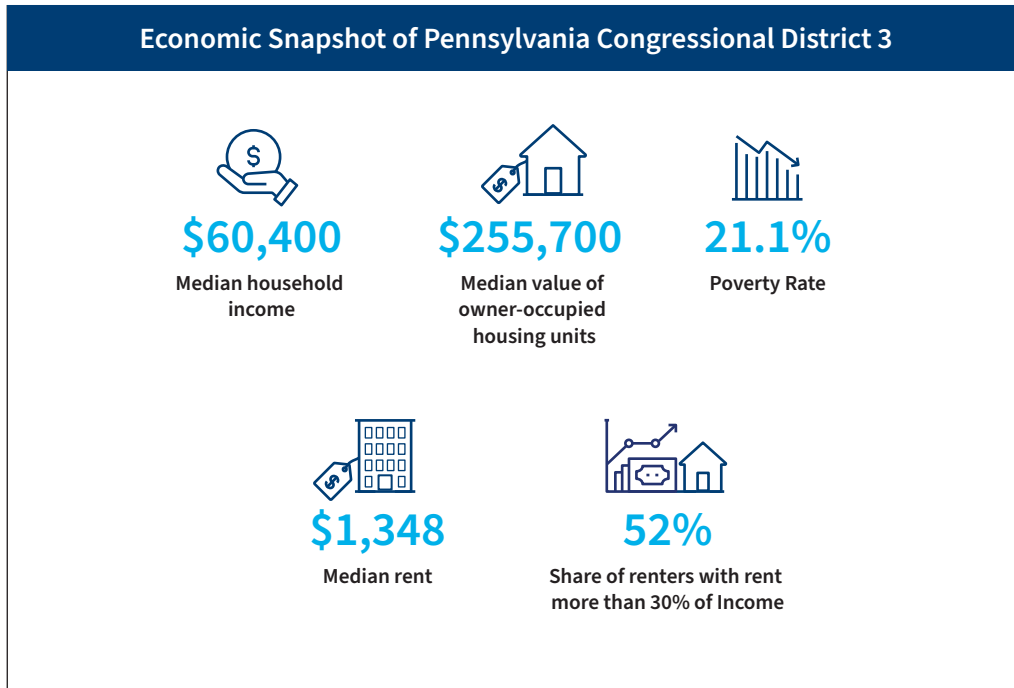 Economic Snapshot of Pennsylvania Congressional District 3
$
$
$60,400
Median household
income
$255,700
Median value of
owner-occupied
housing units
21.1%
Poverty Rate
$
$1,348
Median rent
52%
Share of renters with rent
more than 30% of Income